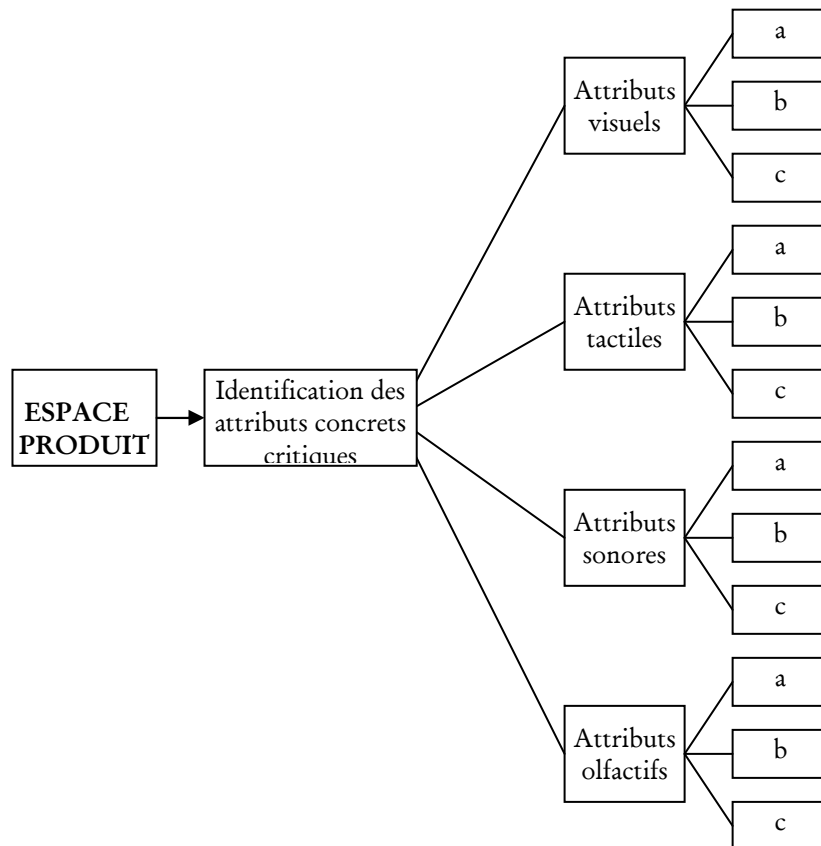 ESPACE
PRODUIT
Identification des
attributs concrets
critiques
Attributs
visuels
a
b
c
Attributs
tactiles
a
b
c
Attributs
sonores
a
b
c
Attributs
olfactifs
a
b
c